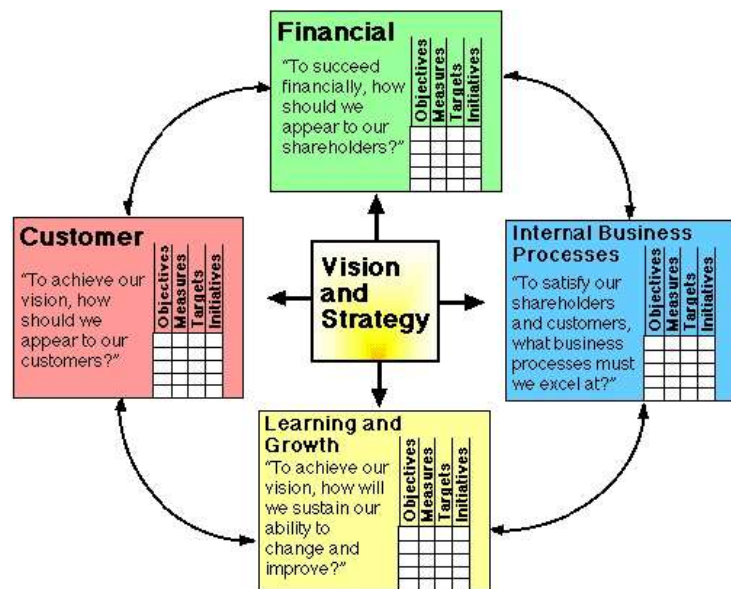 Financial
“To succeed
financially, how
should we
appear to our
shareholders?”
Objectives
Measures
Targets
Initiatives
Customer
“To achieve our
vision, how
should we
appear to our
customers?”
Objectives
Measures
Targets
Initiatives
Vision
and
Strategy
Internal Business
Processes
“To satisfy our
shareholders
and customers,
what business
processes must
we excel at?”
Objectives
Measures
Targets
Initiatives
Learning and
Growth
“To achieve our
vision, how will
we sustain our
ability to
change and
improve?”
Objectives
Measures
Targets
Initiatives